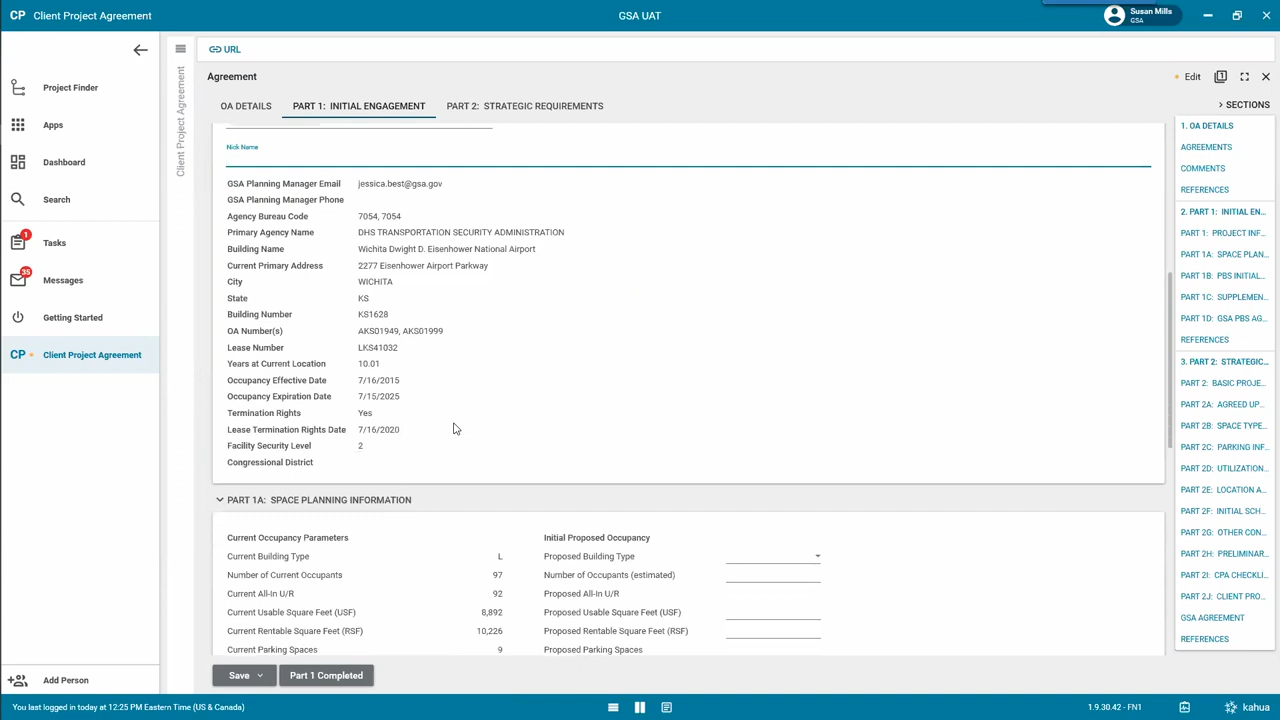 CP Client Project Agreement
GSA UAT
Susan Mills
GSA
Project Finder
Apps
Dashboard
Search
1
Tasks
35
Messages
Getting Started
CP Client Project Agreement
Add Person
Client Project Agreement
URL
Agreement
Edit
1
OA DETAILS
PART 1: INITIAL ENGAGEMENT
PART 2: STRATEGIC REQUIREMENTS
SECTIONS
Nick Name
GSA Planning Manager Email jessica.best@gsa.gov
GSA Planning Manager Phone
Agency Bureau Code 7054, 7054
Primary Agency Name DHS TRANSPORTATION SECURITY ADMINISTRATION
Building Name Wichita Dwight D. Eisenhower National Airport
Current Primary Address 2277 Eisenhower Airport Parkway
City WICHITA
State KS
Building Number KS1628
OA Number(s) AKS01949, AKS01999
Lease Number LKS41032
Years at Current Location 10.01
Occupancy Effective Date 7/16/2015
Occupancy Expiration Date 7/15/2025
Termination Rights Yes
Lease Termination Rights Date 7/16/2020
Facility Security Level 2
Congressional District
PART 1A: SPACE PLANNING INFORMATION
Current Occupancy Parameters Initial Proposed Occupancy
Current Building Type L Proposed Building Type
Number of Current Occupants 97 Number of Occupants (estimated)
Current All-In U/R 92 Proposed All-In U/R
Current Usable Square Feet (USF) 8,892 Proposed Usable Square Feet (USF)
Current Rentable Square Feet (RSF) 10,226 Proposed Rentable Square Feet (RSF)
Current Parking Spaces 9 Proposed Parking Spaces
Save
Part 1 Completed
1. OA DETAILS
AGREEMENTS
COMMENTS
REFERENCES
2. PART 1: INITIAL EN...
PART 1: PROJECT INF...
PART 1A: SPACE PLAN...
PART 1B: PBS INITIAL...
PART 1C: SUPPLEMEN...
PART 1D: GSA PBS AG...
REFERENCES
3. PART 2: STRATEGIC...
PART 2: BASIC PROJE...
PART 2A: AGREED UP...
PART 2B: SPACE TYPE...
PART 2C: PARKING INF...
PART 2D: UTILIZATION...
PART 2E: LOCATION A...
PART 2F: INITIAL SCH...
PART 2G: OTHER CON...
PART 2H: PRELIMINAR...
PART 2I: CPA CHECKLI...
PART 2J: CLIENT PRO...
GSA AGREEMENT
REFERENCES
You last logged in today at 12:25 PM Eastern Time (US & Canada)
1.9.30.42 - FN1
kahua